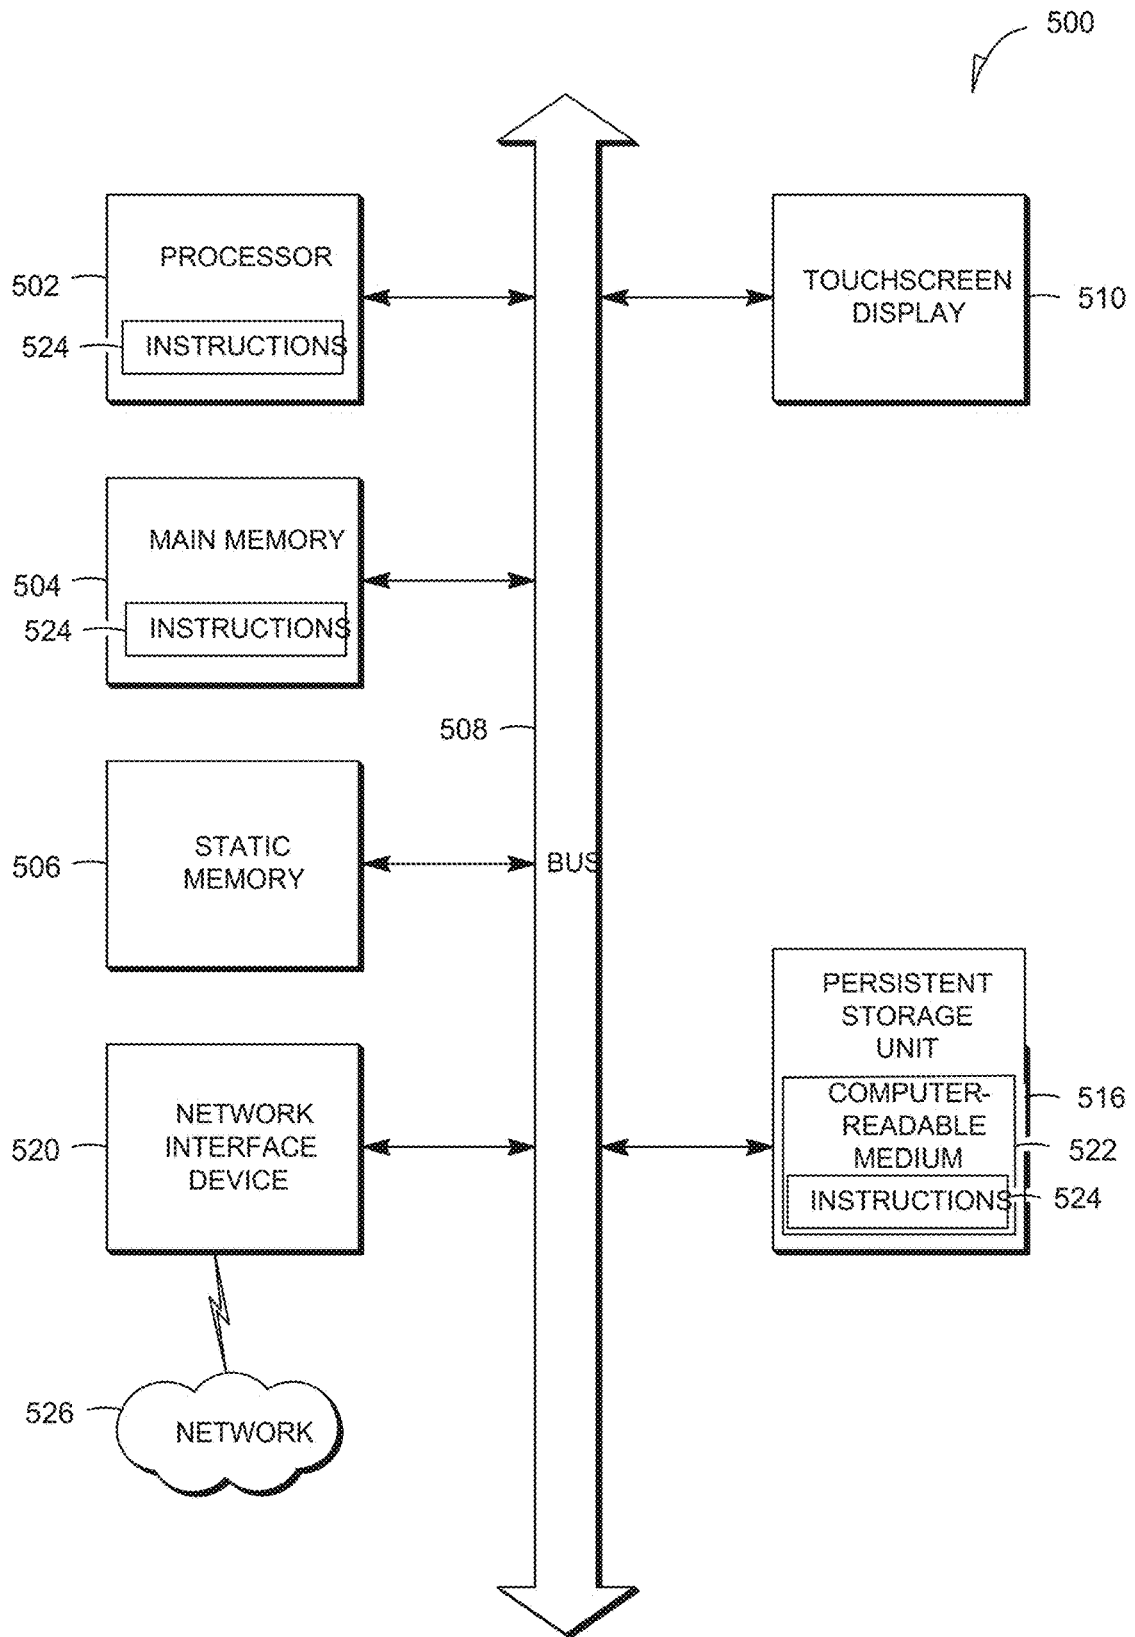 500
PROCESSOR
502
524
INSTRUCTIONS
TOUCHSCREEN
DISPLAY
510
MAIN MEMORY
504
524
INSTRUCTIONS
508
STATIC
MEMORY
506
BUS
PERSISTENT
STORAGE
UNIT
COMPUTER-
READABLE
MEDIUM
516
522
INSTRUCTIONS
524
NETWORK
INTERFACE
DEVICE
520
526
NETWORK